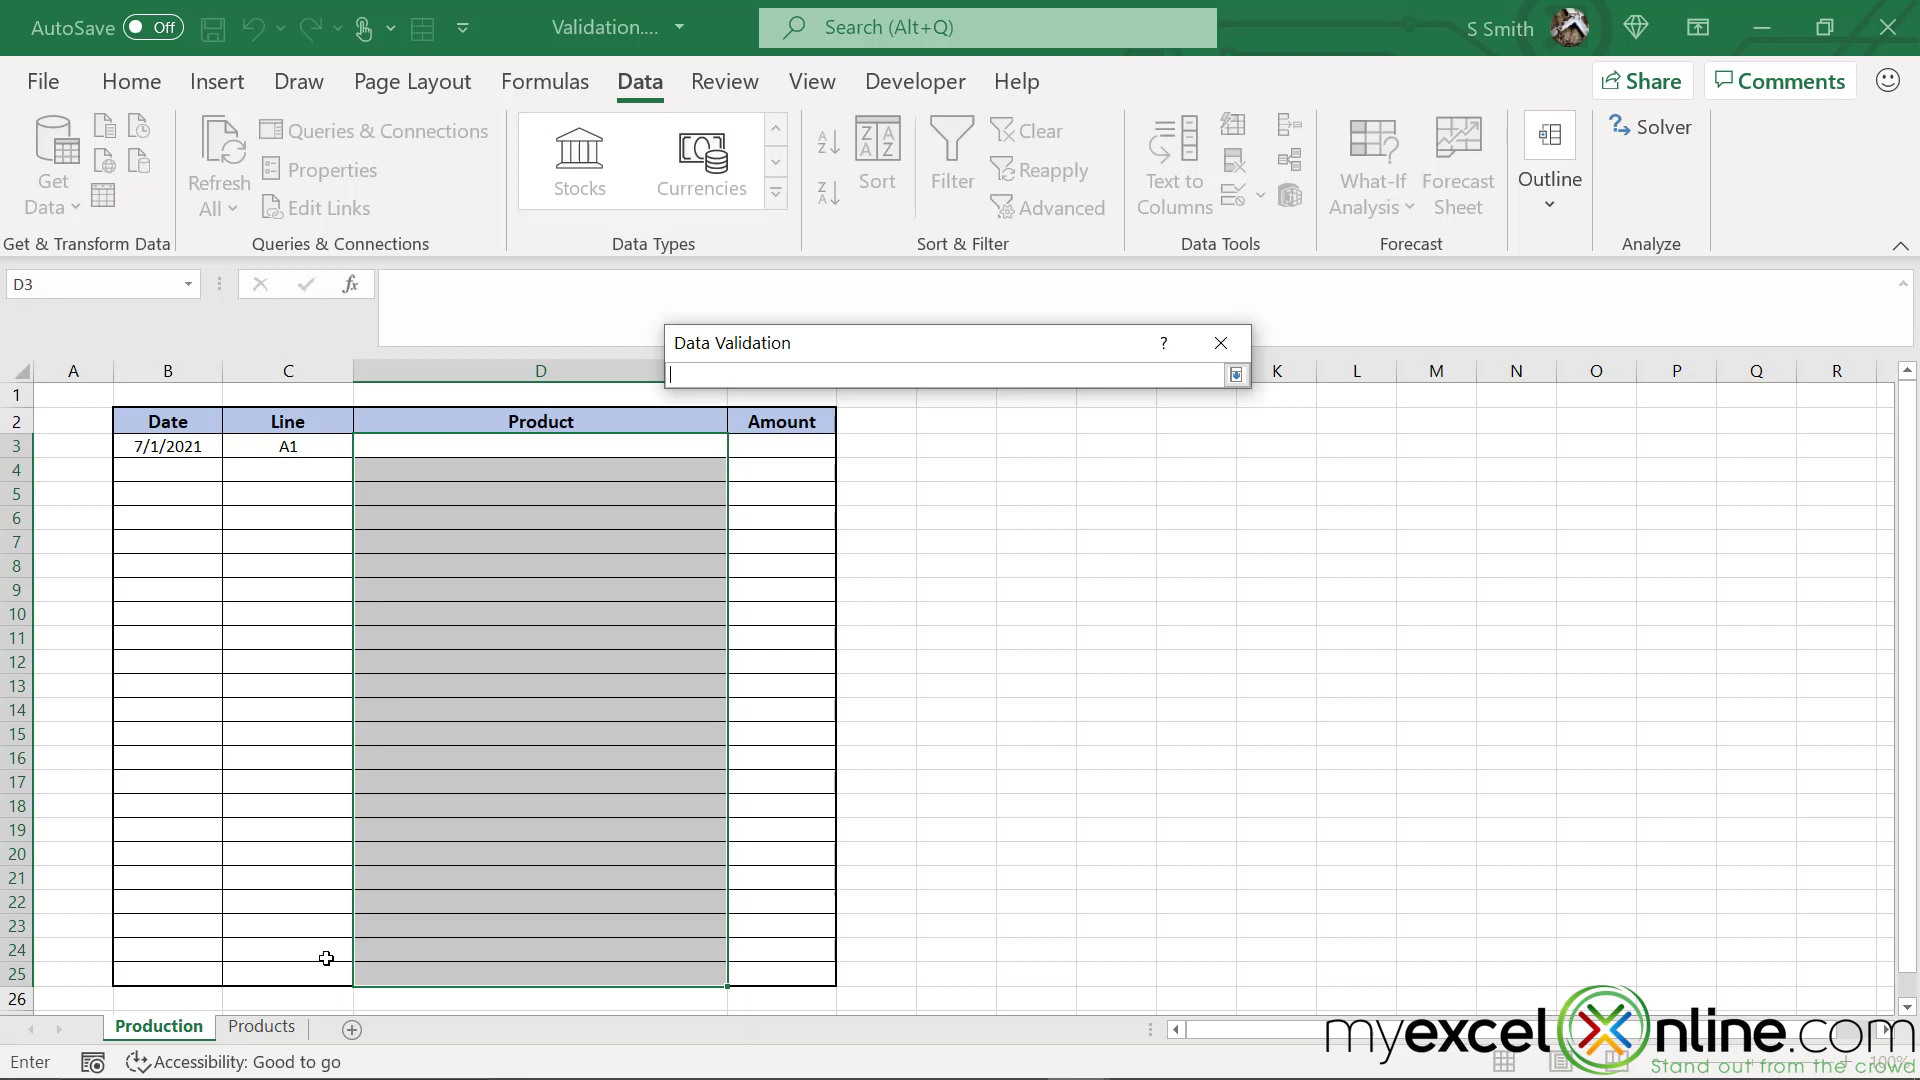 AutoSave Off Validation.... Search (Alt+Q) S Smith
File Home Insert Draw Page Layout Formulas Data Review View Developer Help Share Comments
Get Data
Refresh All
Queries & Connections
Properties
Edit Links
Stocks Currencies
Sort
Filter
Clear
Reapply
Advanced
Text to Columns
What-If Analysis
Forecast Sheet
Outline
Solver
Get & Transform Data Queries & Connections Data Types Sort & Filter Data Tools Forecast Analyze
D3 fx
Data Validation ?
A B C D K L M N O P Q R
1
2 Date Line Product Amount
3 7/1/2021 A1
4
5
6
7
8
9
10
11
12
13
14
15
16
17
18
19
20
21
22
23
24
25
26
Production Products
Enter Accessibility: Good to go 100%
myexcelonline.com
Stand out from the crowd